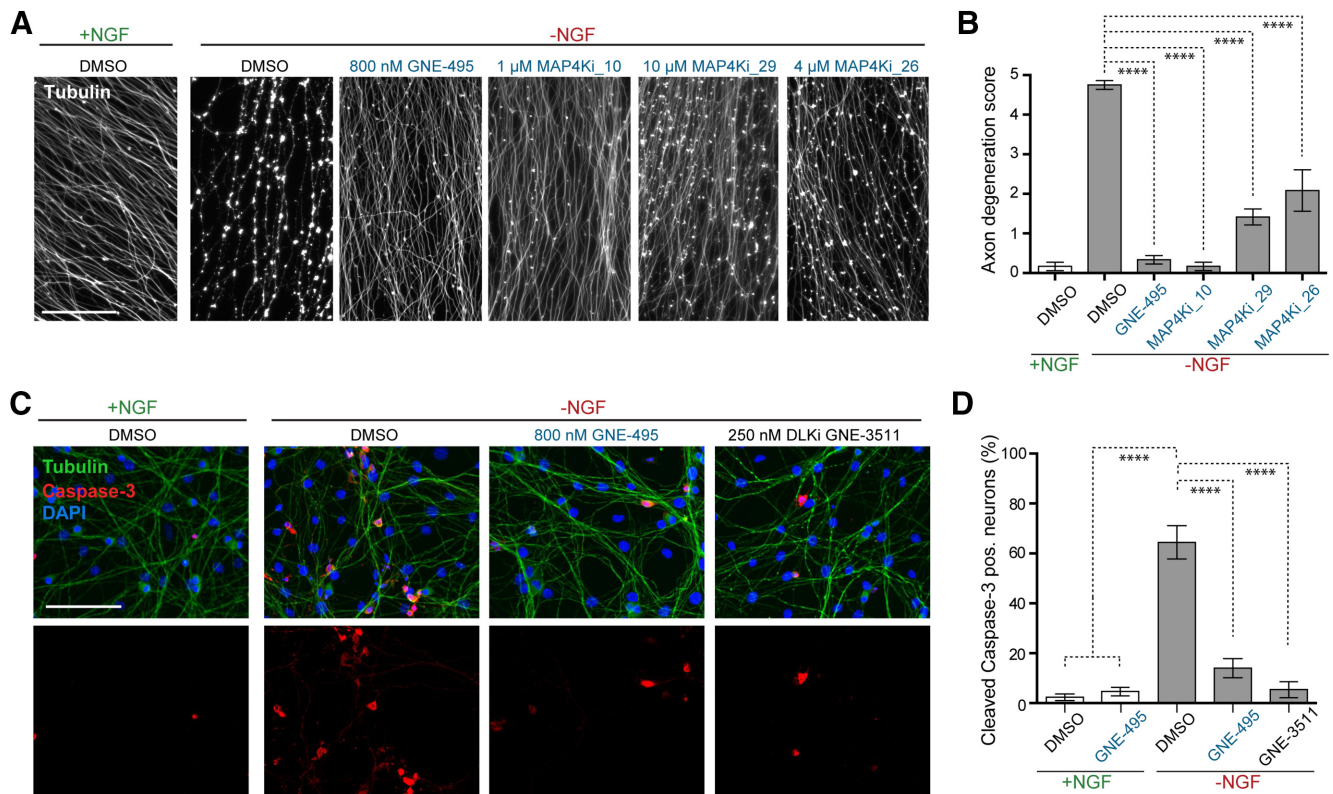 A
+NGF
-NGF
DMSO
DMSO
800 nM GNE-495
1 µM MAP4Ki_10
10 µM MAP4Ki_29
4 µM MAP4Ki_26
Tubulin
B
****
****
****
****
Axon degeneration score
5
4
3
2
1
0
DMSO
DMSO
GNE-495
MAP4Ki_10
MAP4Ki_29
MAP4Ki_26
+NGF
-NGF
C
+NGF
-NGF
DMSO
DMSO
800 nM GNE-495
250 nM DLKi GNE-3511
Tubulin
Caspase-3
DAPI
D
****
****
****
Cleaved Caspase-3 pos. neurons (%)
100
80
60
40
20
0
DMSO
GNE-495
DMSO
GNE-495
GNE-3511
+NGF
-NGF